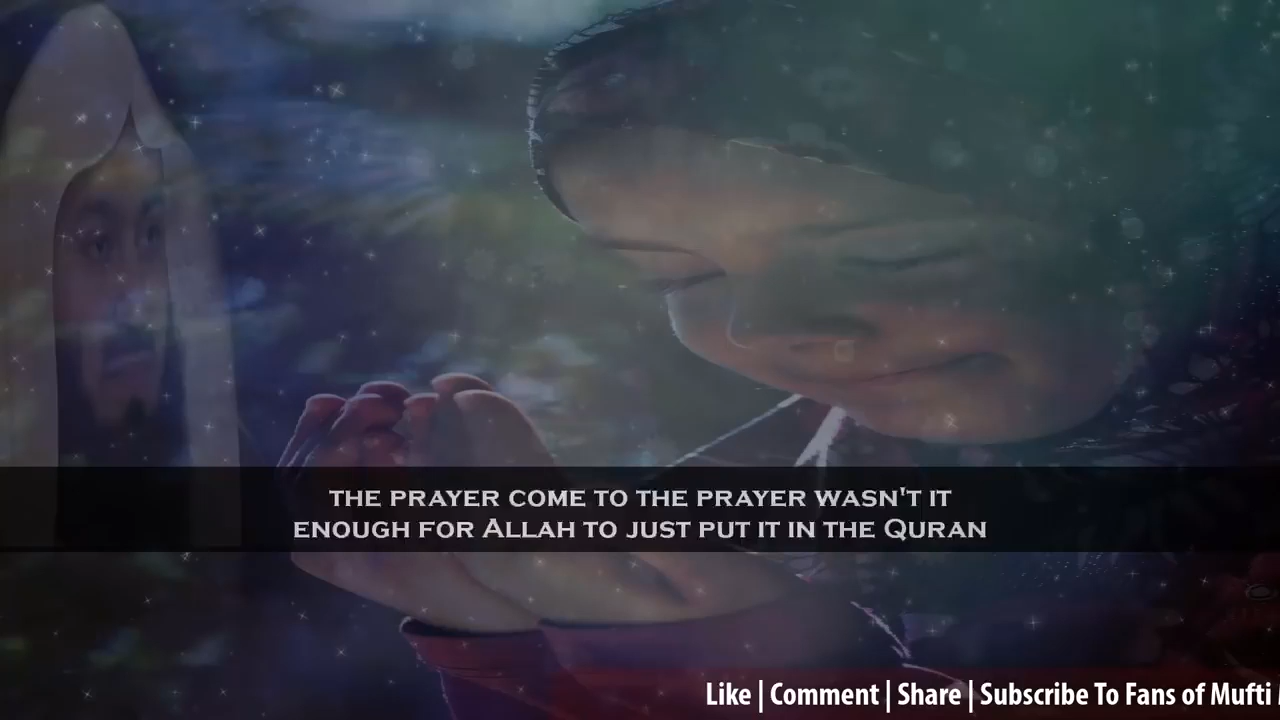 THE PRAYER COME TO THE PRAYER WASN'T IT
ENOUGH FOR ALLAH TO JUST PUT IT IN THE QURAN
Like | Comment | Share | Subscribe To Fans of Mufti